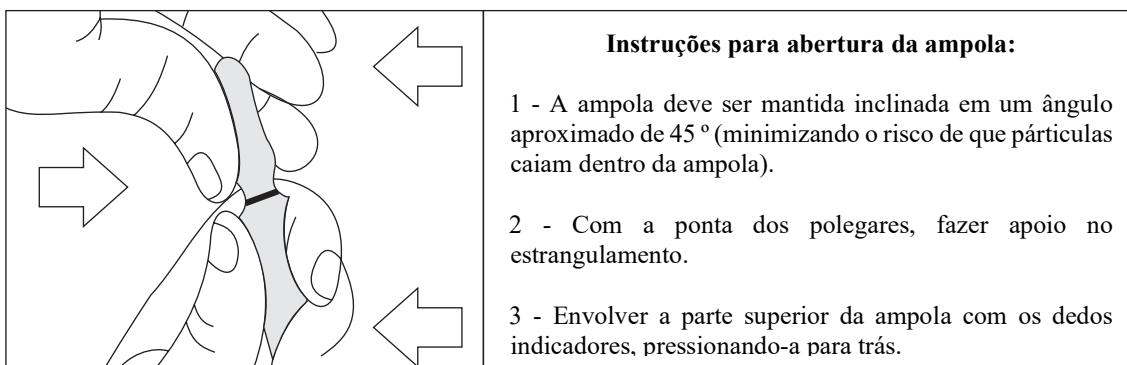 Instruções para abertura da ampola:
1 - A ampola deve ser mantida inclinada em um ângulo
aproximado de 45 º (minimizando o risco de que párticulas
caiam dentro da ampola).
2 - Com a ponta dos polegares, fazer apoio no
estrangulamento.
3 - Envolver a parte superior da ampola com os dedos
indicadores, pressionando-a para trás.